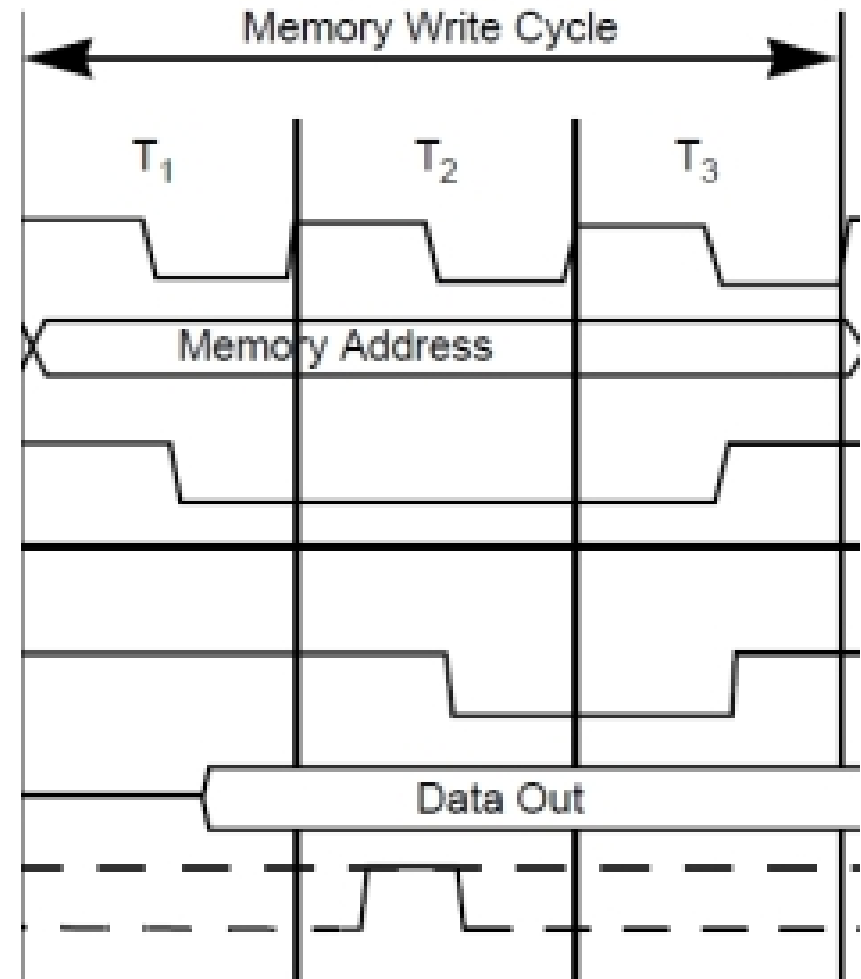 Memory Write Cycle
T₁ T₂ T₃
Memory Address
Data Out